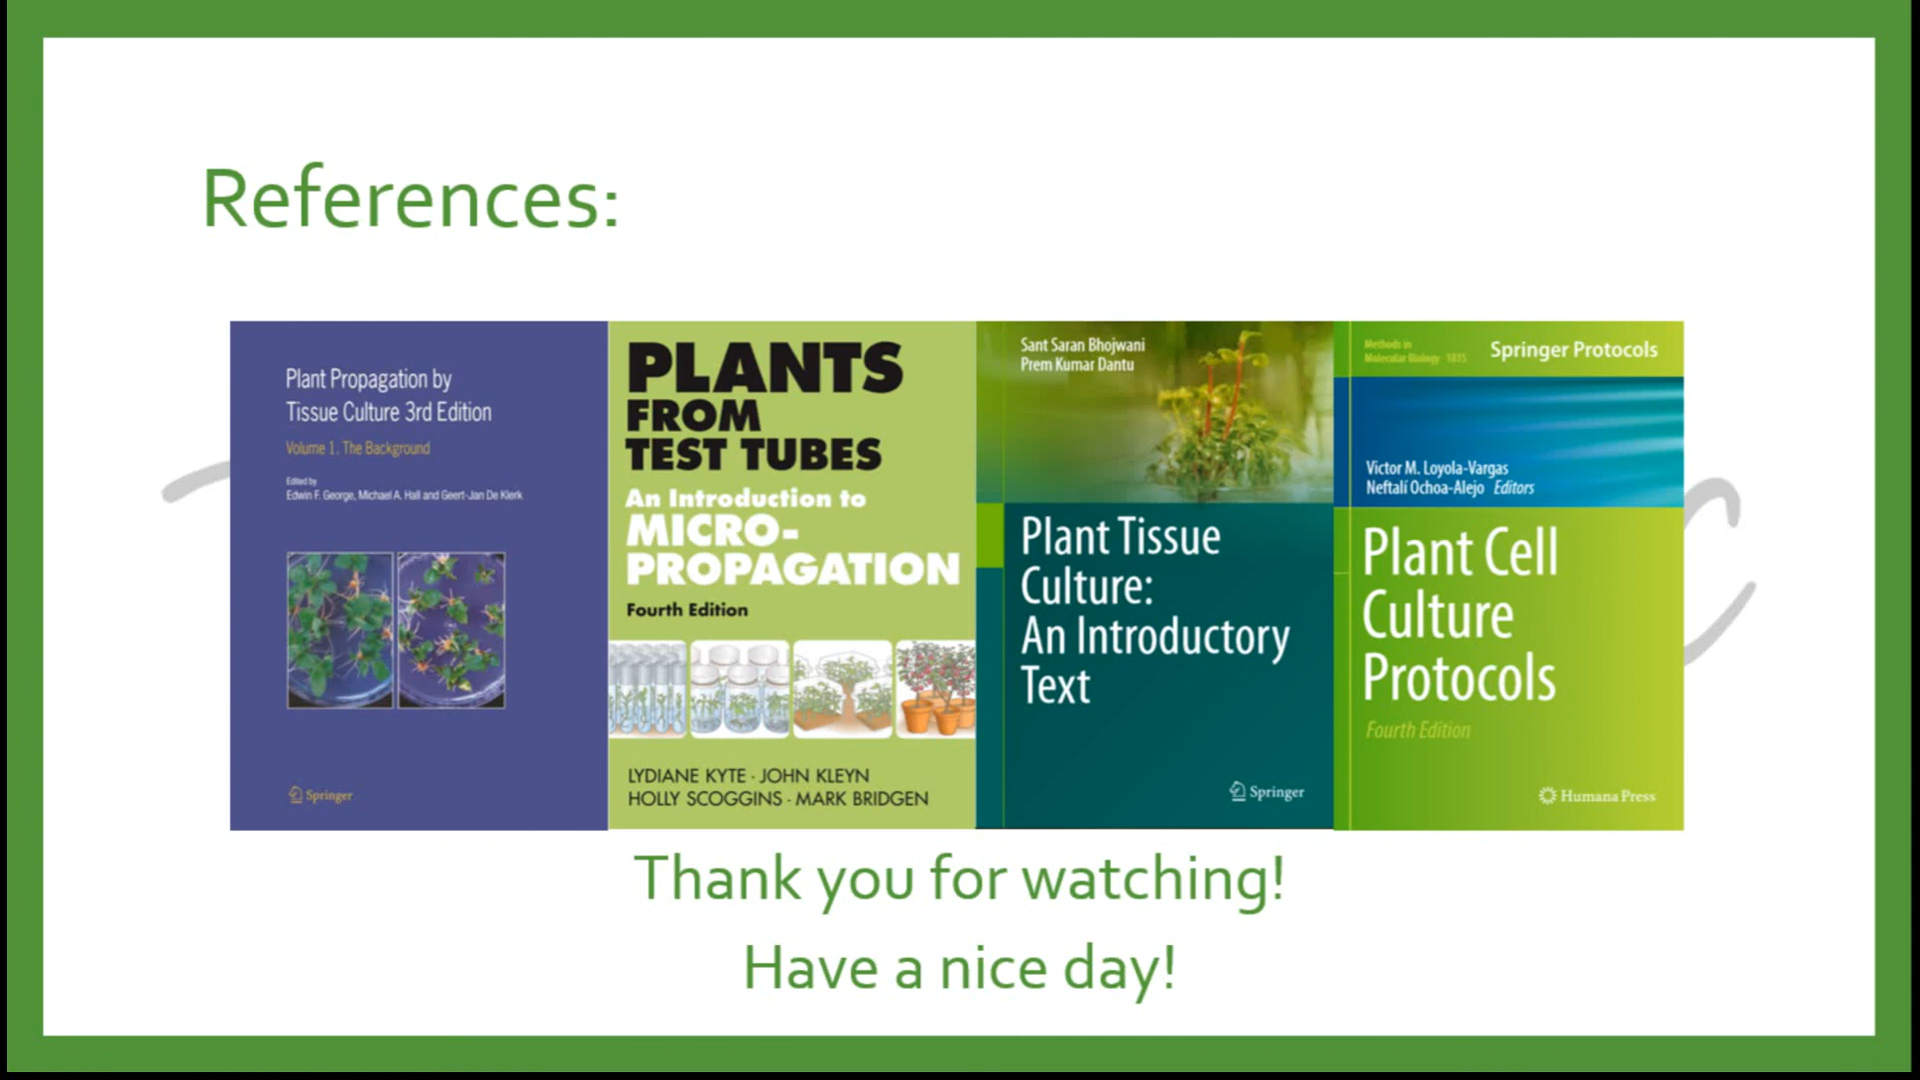 References:
Plant Propagation by
Tissue Culture 3rd Edition
Volume 1. The Background
Edited by
Edwin F. George, Michael A. Hall and Geert-Jan De Klerk
Springer
PLANTS
FROM
TEST TUBES
An Introduction to
MICRO-
PROPAGATION
Fourth Edition
LYDIANE KYTE · JOHN KLEYN
HOLLY SCOGGINS · MARK BRIDGEN
Sant Saran Bhojwani
Prem Kumar Dantu
Plant Tissue
Culture:
An Introductory
Text
Springer
Methods in
Molecular Biology 1815
Springer Protocols
Victor M. Loyola-Vargas
Neftalí Ochoa-Alejo Editors
Plant Cell
Culture
Protocols
Fourth Edition
Humana Press
Thank you for watching!
Have a nice day!